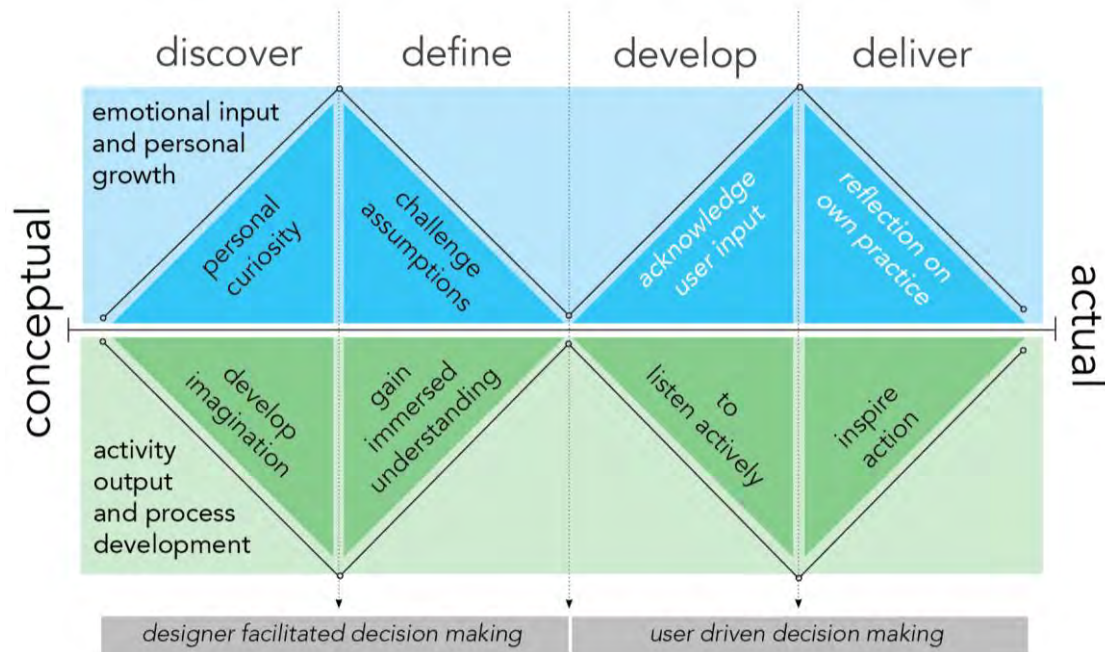 discover
define
develop
deliver
emotional input
and personal
growth
personal
curiosity
challenge
assumptions
acknowledge
user input
reflection on
own practice
conceptual
actual
develop
imagination
gain
immersed
understanding
to
listen actively
inspire
action
activity
output
and process
development
designer facilitated decision making
user driven decision making